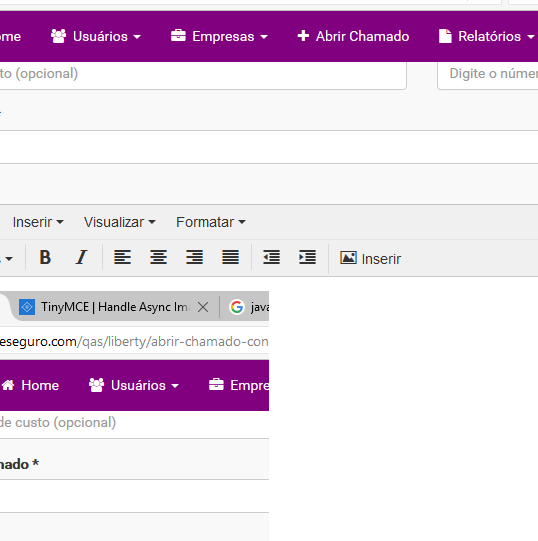 ome Usuários Empresas Abrir Chamado Relatórios
to (opcional) Digite o númer
Inserir Visualizar Formatar
B I Inserir
TinyMCE | Handle Async Ima java
eseguro.com/qas/liberty/abrir-chamado-con
Home Usuários Empre
de custo (opcional)
mado *